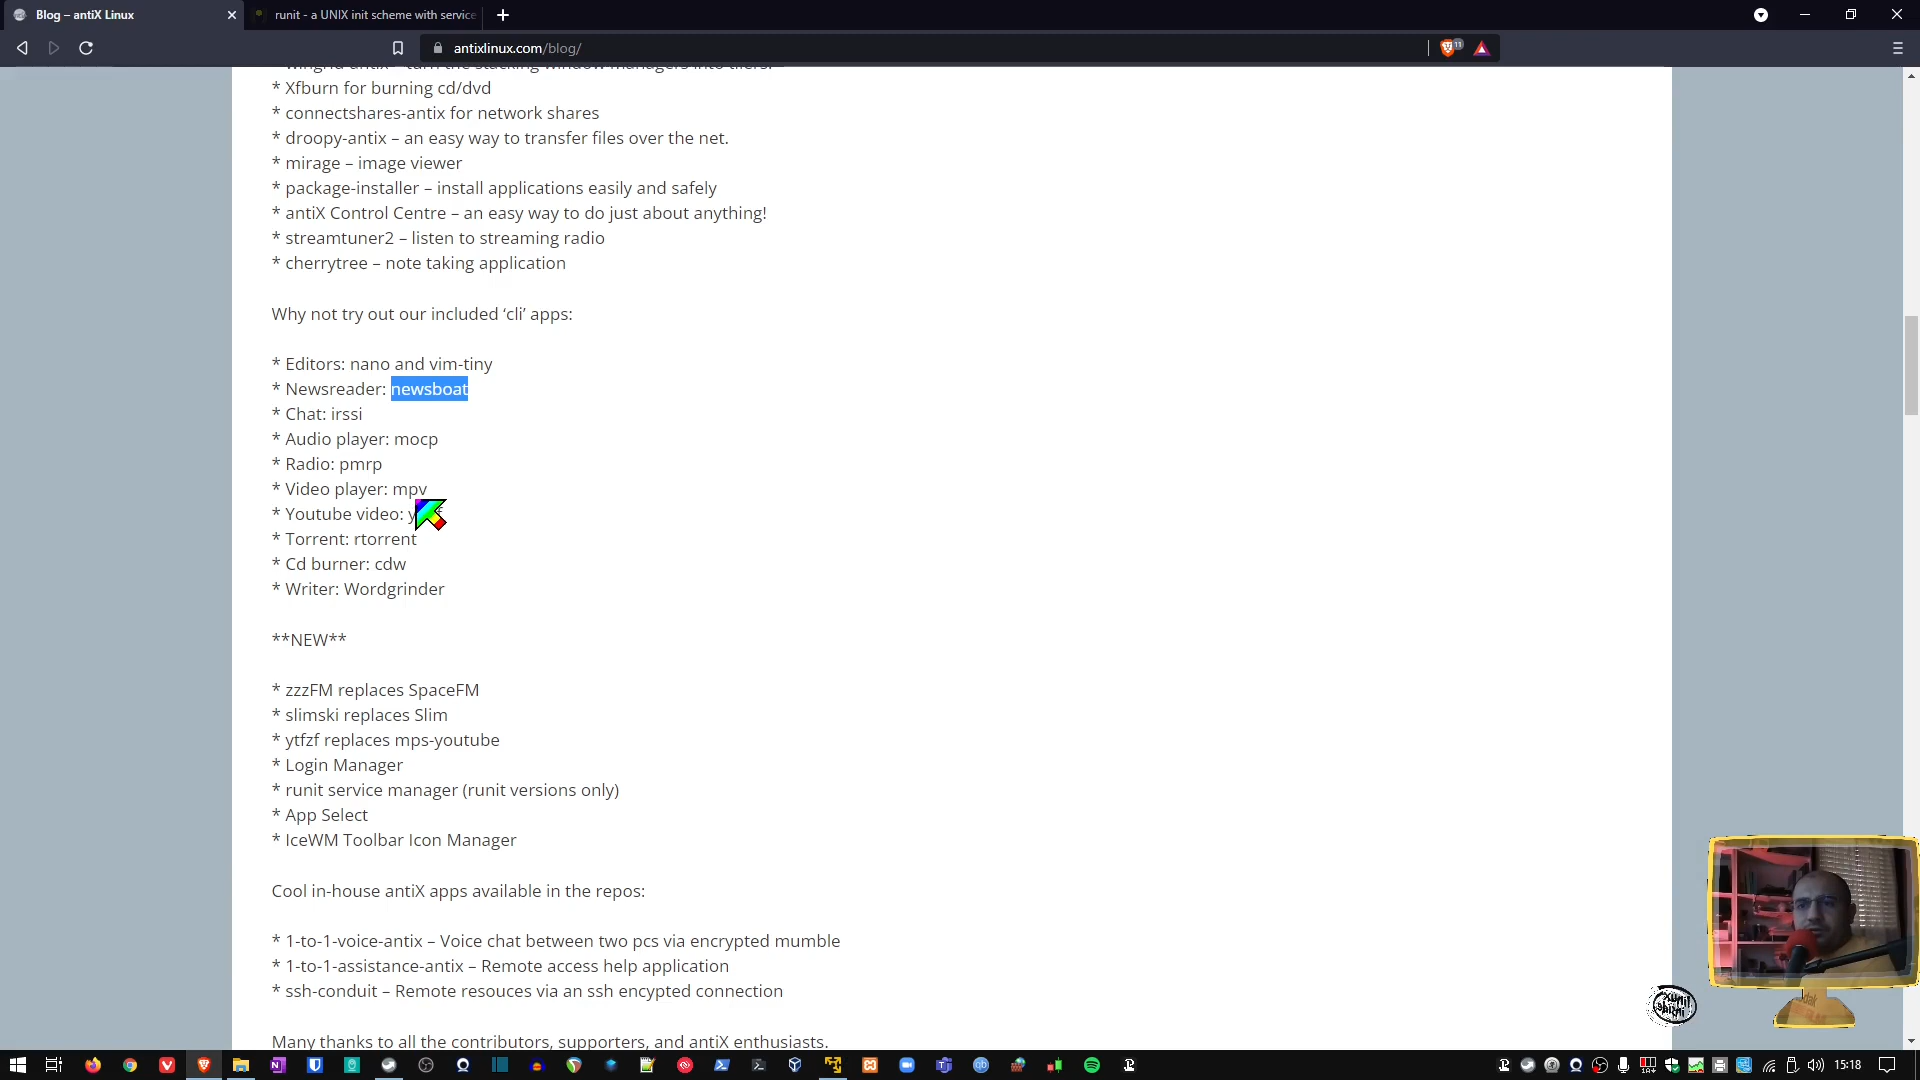 Blog – antiX Linux
runit - a UNIX init scheme with service
antixlinux.com/blog/
* Xfburn for burning cd/dvd
* connectshares-antix for network shares
* droopy-antix – an easy way to transfer files over the net.
* mirage – image viewer
* package-installer – install applications easily and safely
* antiX Control Centre – an easy way to do just about anything!
* streamtuner2 – listen to streaming radio
* cherrytree – note taking application
Why not try out our included ‘cli’ apps:
* Editors: nano and vim-tiny
* Newsreader: newsboat
* Chat: irssi
* Audio player: mocp
* Radio: pmrp
* Video player: mpv
* Youtube video:
* Torrent: rtorrent
* Cd burner: cdw
* Writer: Wordgrinder
**NEW**
* zzzFM replaces SpaceFM
* slimski replaces Slim
* ytfzf replaces mps-youtube
* Login Manager
* runit service manager (runit versions only)
* App Select
* IceWM Toolbar Icon Manager
Cool in-house antiX apps available in the repos:
* 1-to-1-voice-antix – Voice chat between two pcs via encrypted mumble
* 1-to-1-assistance-antix – Remote access help application
* ssh-conduit – Remote resouces via an ssh encypted connection
Many thanks to all the contributors, supporters, and antiX enthusiasts.
15:18